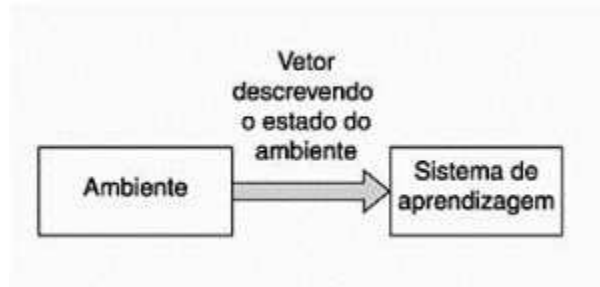 Vetor
descrevendo
o estado do
ambiente
Ambiente
Sistema de
aprendizagem